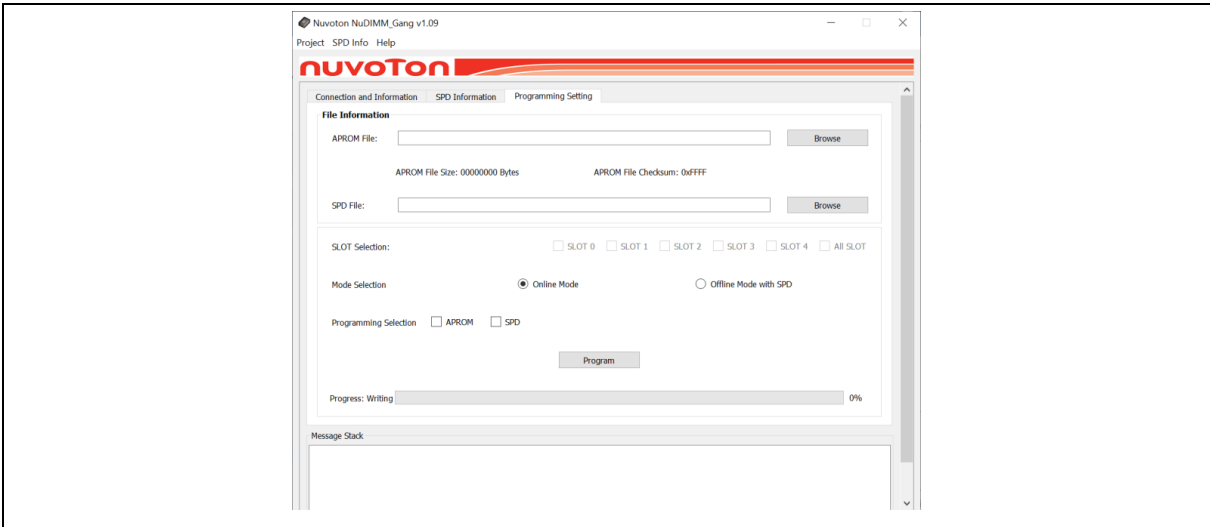 Nuvoton NuDIMM_Gang v1.09
Project SPD Info Help
nuvoTon
Connection and Information SPD Information Programming Setting
File Information
APROM File: Browse
APROM File Size: 00000000 Bytes APROM File Checksum: 0xFFFF
SPD File: Browse
SLOT Selection: SLOT 0 SLOT 1 SLOT 2 SLOT 3 SLOT 4 All SLOT
Mode Selection Online Mode Offline Mode with SPD
Programming Selection APROM SPD
Program
Progress: Writing 0%
Message Stack